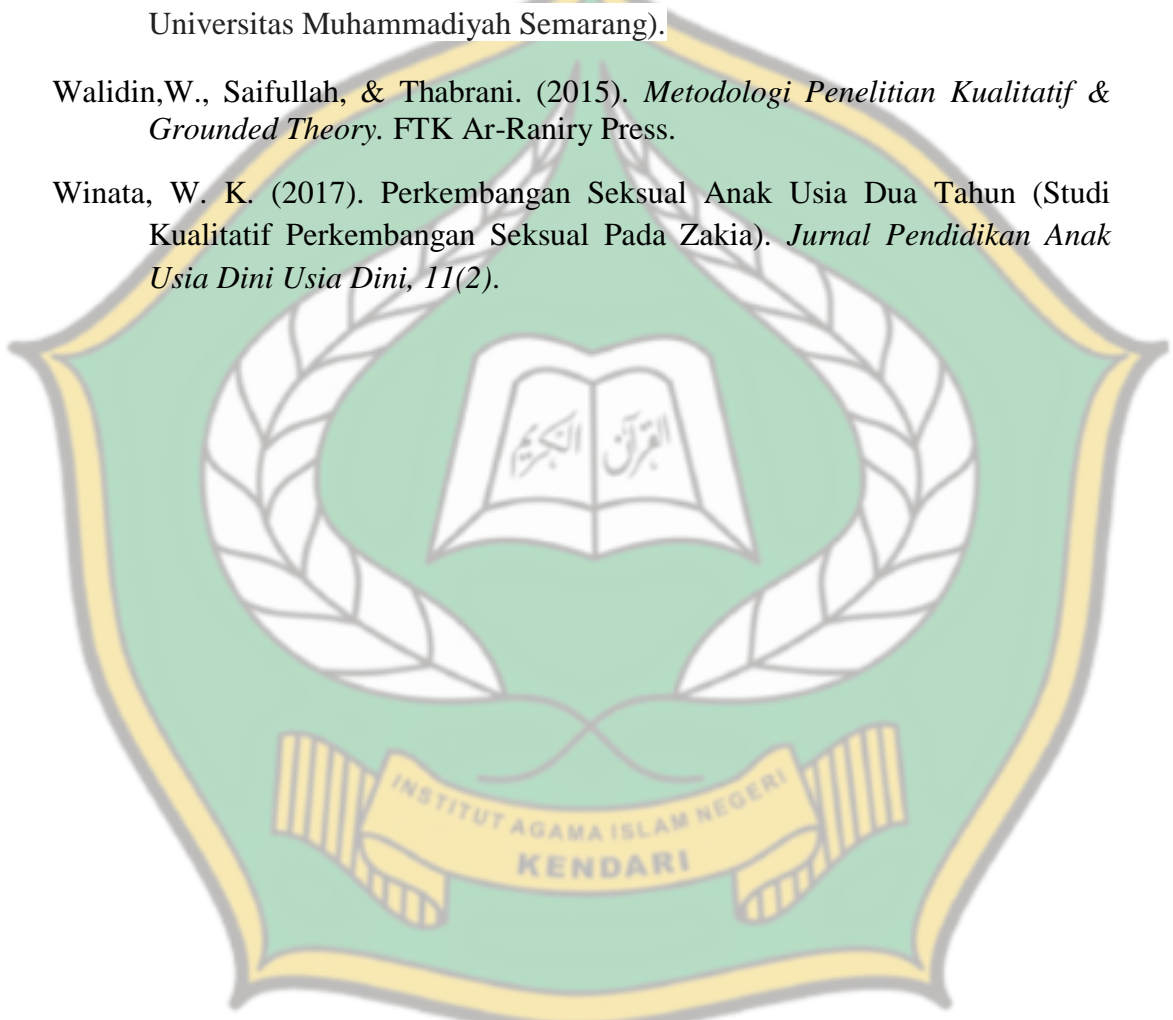 Universitas Muhammadiyah Semarang).
Walidin,W., Saifullah, & Thabrani. (2015). Metodologi Penelitian Kualitatif &
Grounded Theory. FTK Ar-Raniry Press.
Winata, W. K. (2017). Perkembangan Seksual Anak Usia Dua Tahun (Studi
Kualitatif Perkembangan Seksual Pada Zakia). Jurnal Pendidikan Anak
Usia Dini Usia Dini, 11(2).
القرآن الكريم
INSTITUT AGAMA ISLAM NEGERI
KENDARI